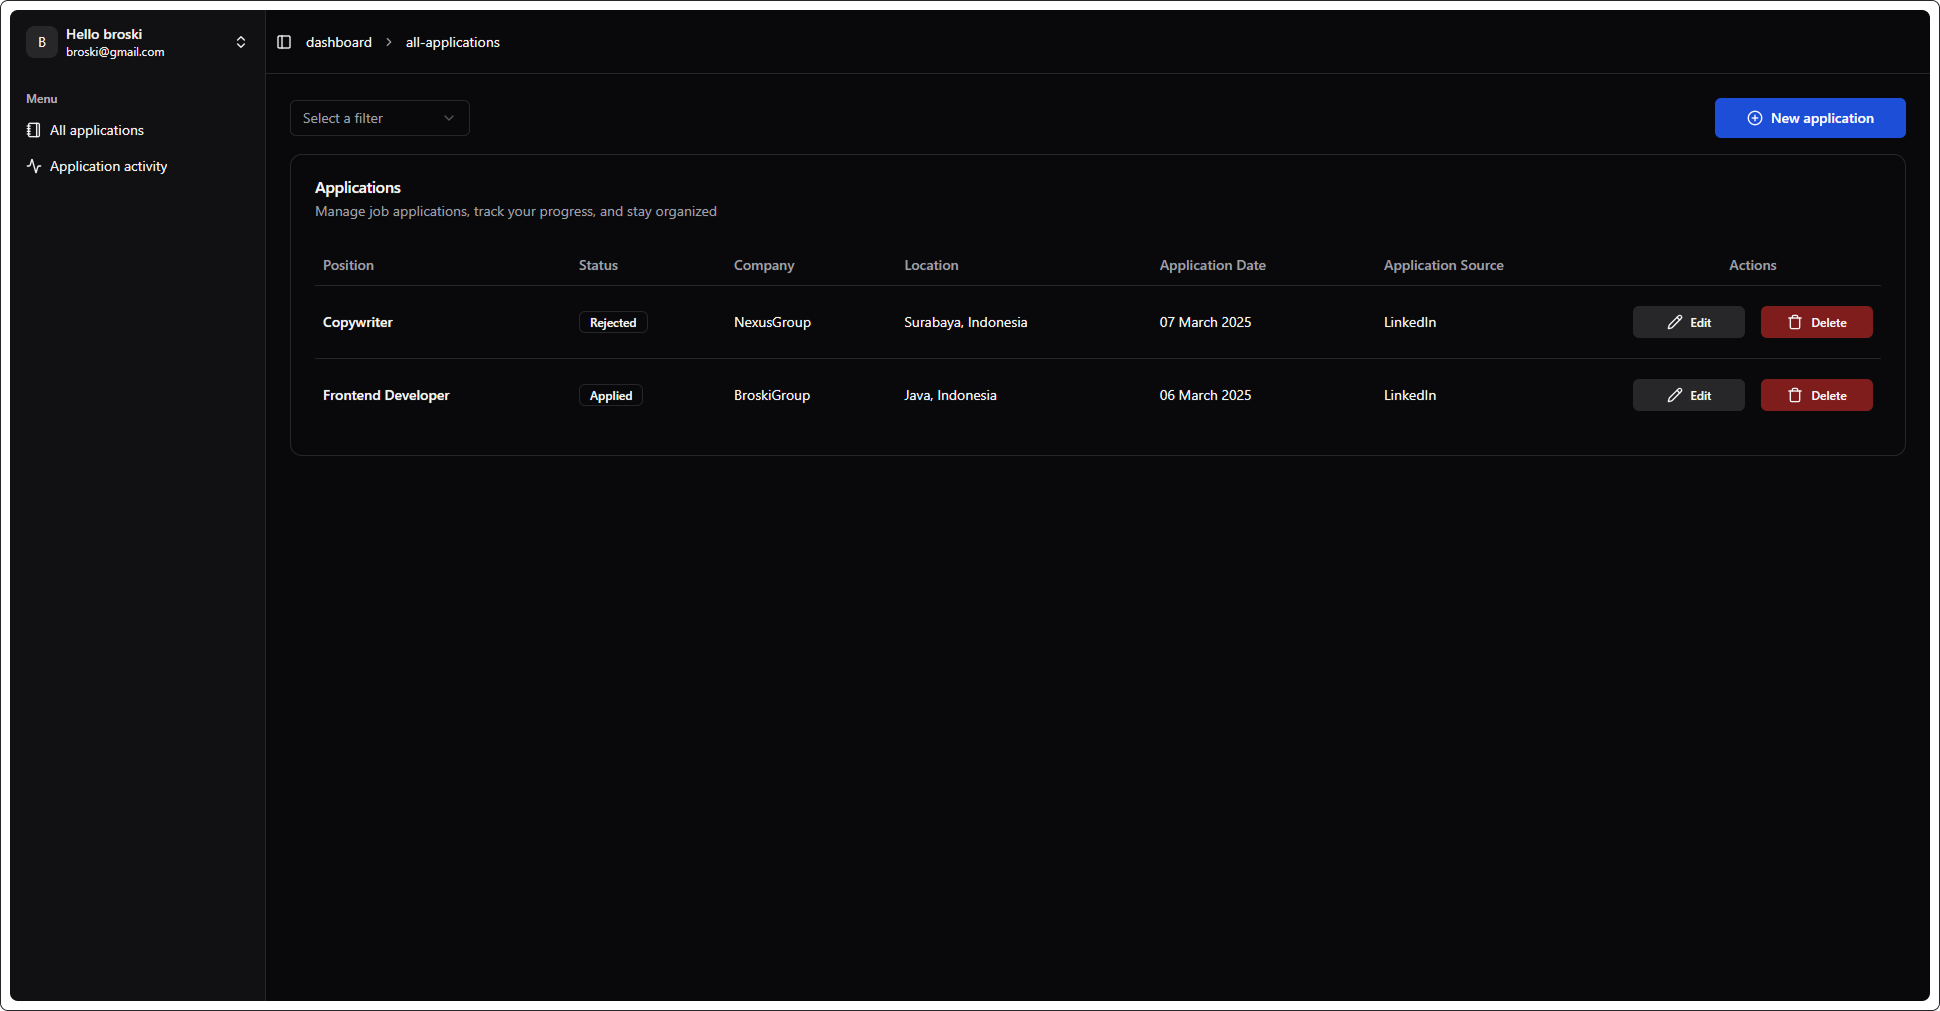 B
Hello broski
broski@gmail.com
Menu
All applications
Application activity
dashboard > all-applications
Select a filter
New application
Applications
Manage job applications, track your progress, and stay organized
Position Status Company Location Application Date Application Source Actions
Copywriter Rejected NexusGroup Surabaya, Indonesia 07 March 2025 LinkedIn Edit Delete
Frontend Developer Applied BroskiGroup Java, Indonesia 06 March 2025 LinkedIn Edit Delete